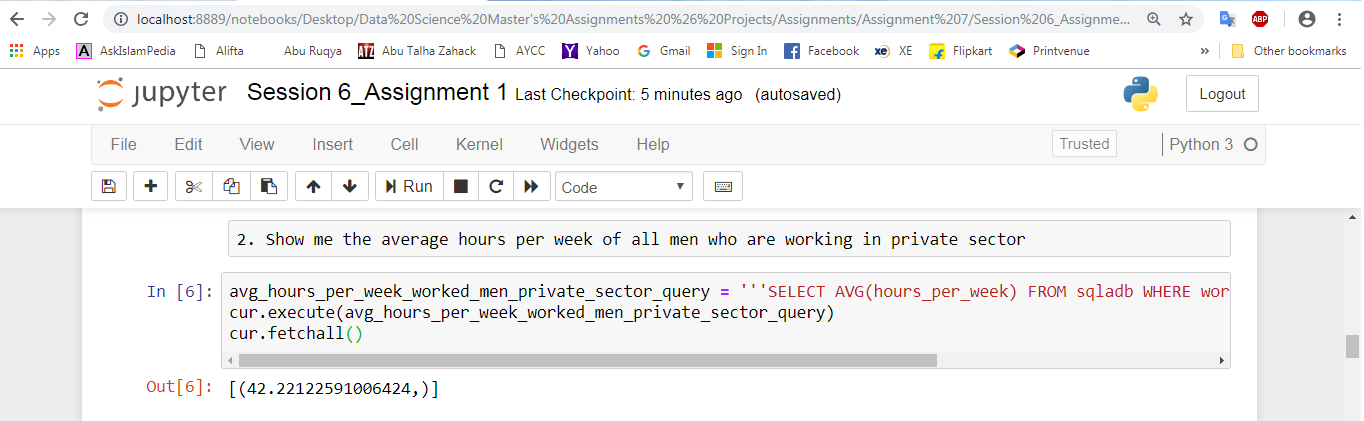 localhost:8889/notebooks/Desktop/Data%20Science%20Master's%20Assignments%20%26%20Projects/Assignments/Assignment%207/Session%206_Assignme...
ABP
Apps A AskIslamPedia Alifta Abu Ruqya ATZ Abu Talha Zahack AYCC Y Yahoo G Gmail Sign In f Facebook xe XE f Flipkart Printvenue » Other bookmarks
jupyter Session 6_Assignment 1 Last Checkpoint: 5 minutes ago (autosaved) Logout
File Edit View Insert Cell Kernel Widgets Help Trusted Python 3
Run Code
2. Show me the average hours per week of all men who are working in private sector
In [6]: avg_hours_per_week_worked_men_private_sector_query = '''SELECT AVG(hours_per_week) FROM sqladb WHERE wor
cur.execute(avg_hours_per_week_worked_men_private_sector_query)
cur.fetchall()
Out[6]: [(42.22122591006424,)]